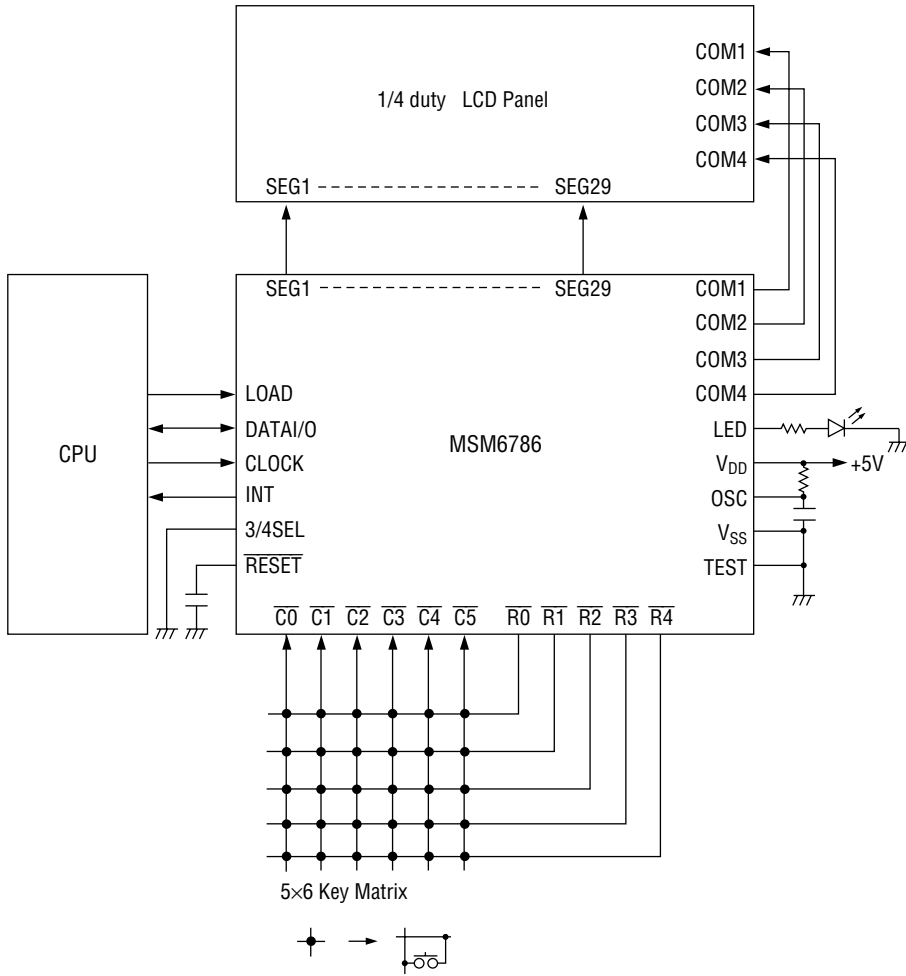 COM1
COM2
1/4 duty LCD Panel
COM3
COM4
SEG1 SEG29
SEG1 SEG29
COM1
COM2
COM3
COM4
LOAD
DATAI/O
CLOCK
INT
3/4SEL
RESET
CPU
MSM6786
LED
VDD
+5V
OSC
VSS
TEST
C0 C1 C2 C3 C4 C5 R0 R1 R2 R3 R4
5×6 Key Matrix